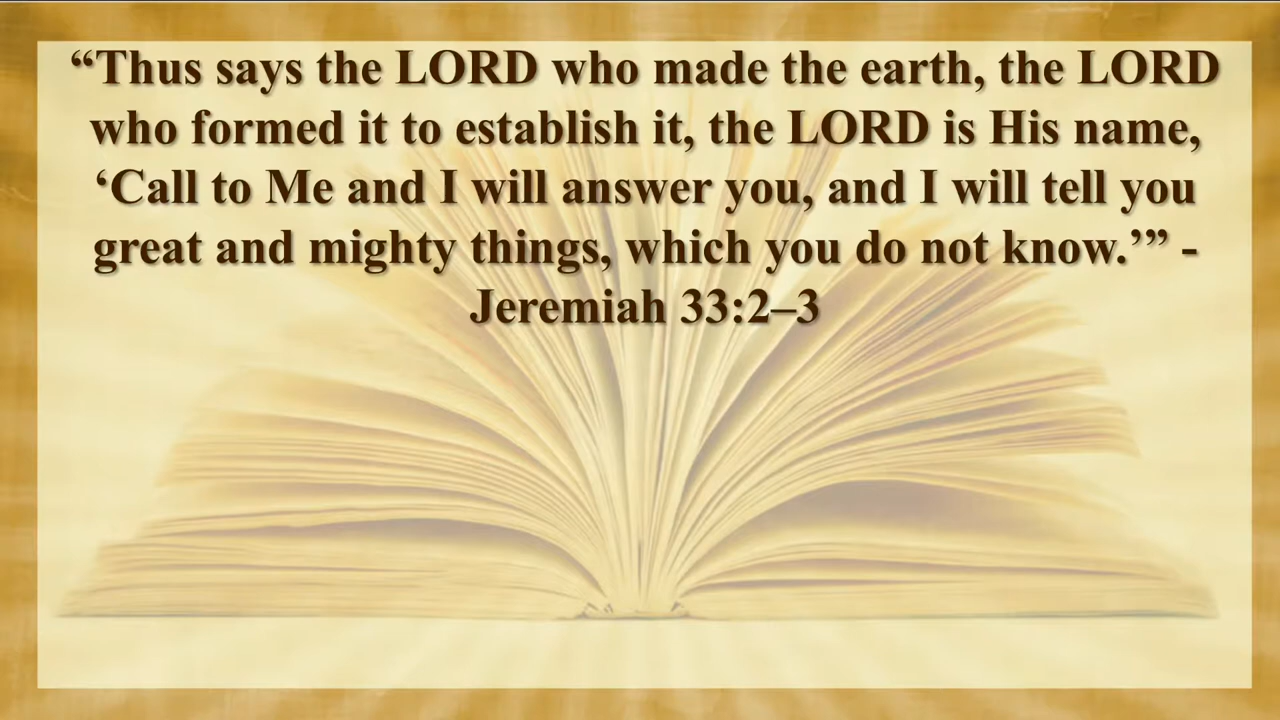 “Thus says the LORD who made the earth, the LORD
who formed it to establish it, the LORD is His name,
‘Call to Me and I will answer you, and I will tell you
great and mighty things, which you do not know.’” -
Jeremiah 33:2–3